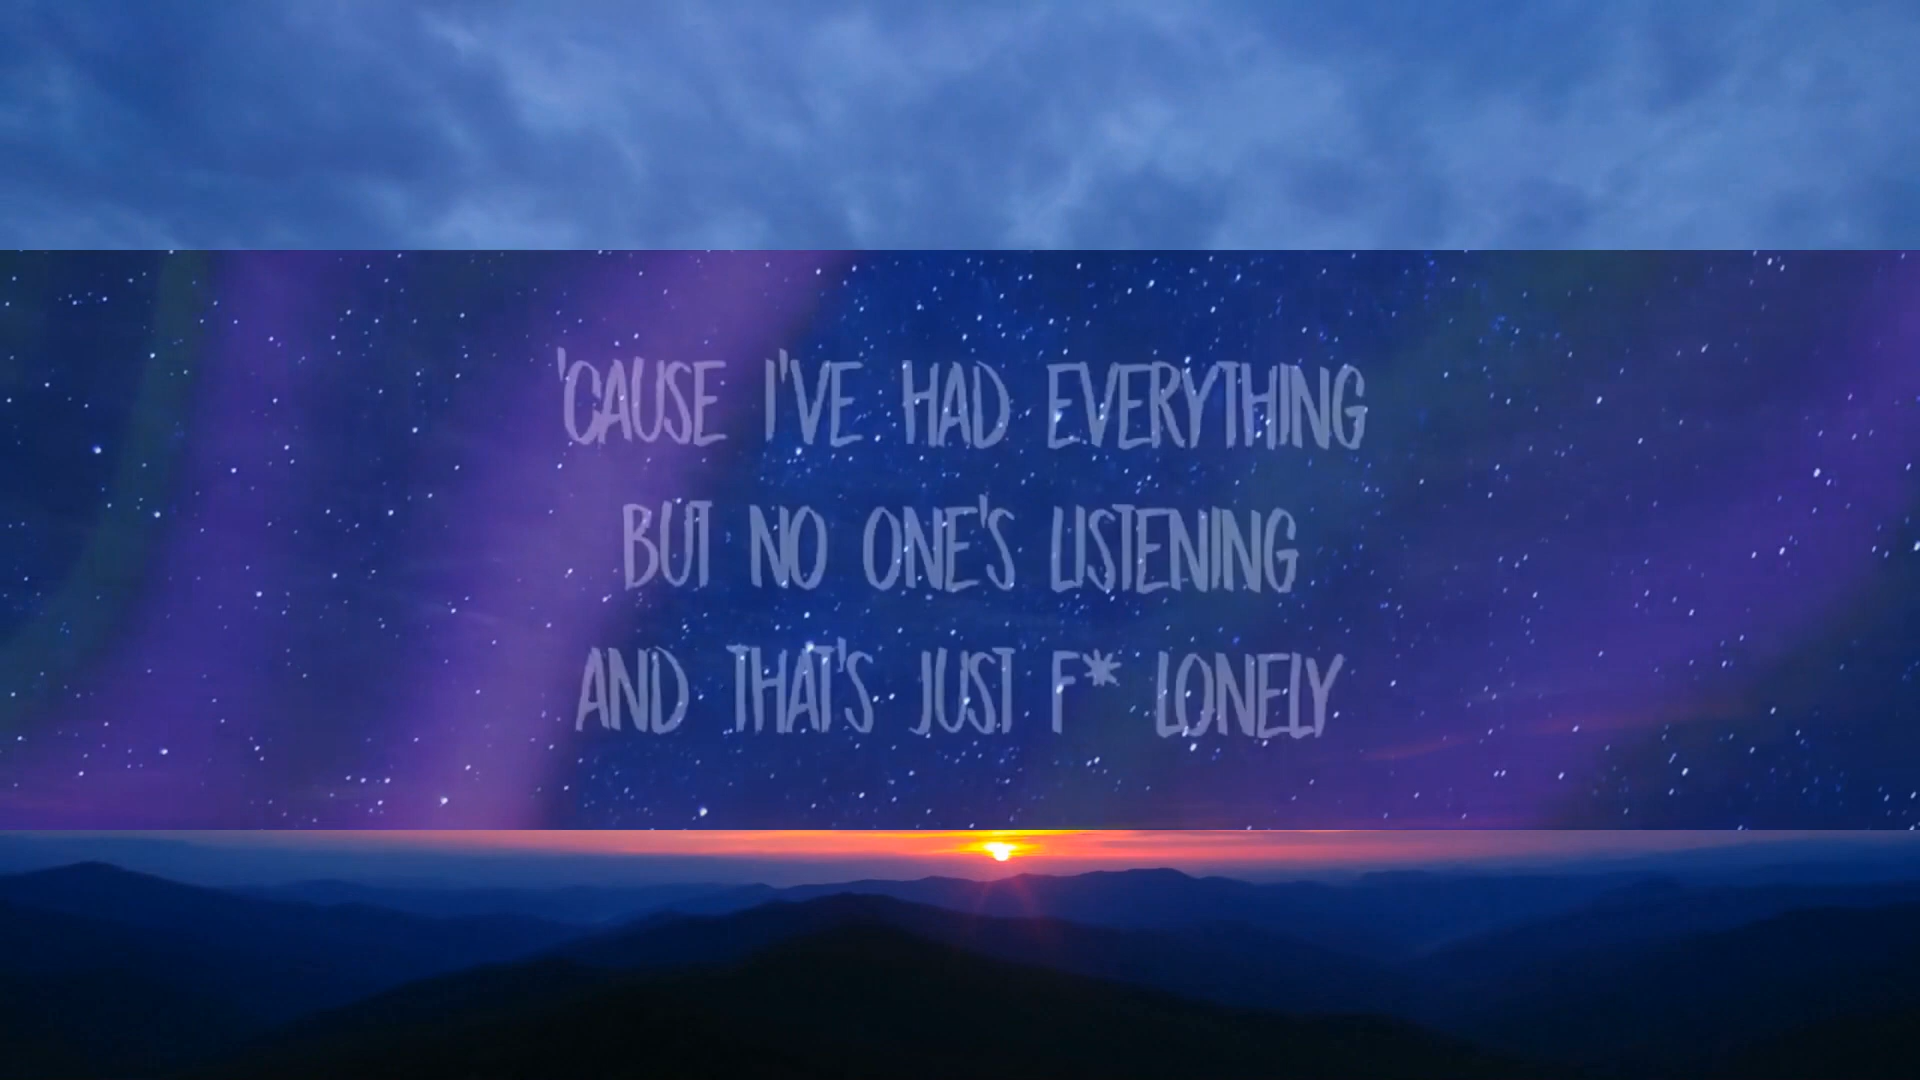 'CAUSE I'VE HAD EVERYTHING
BUT NO ONE'S LISTENING
AND THAT'S JUST F* LONELY